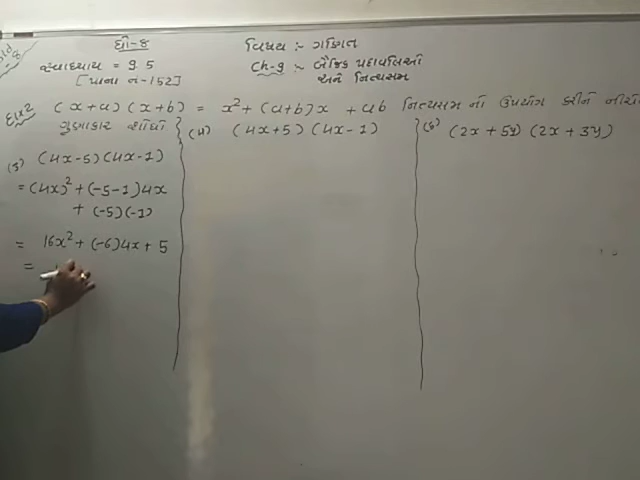 ધો-8
વિષય :- ગણિત
સ્વાધ્યાય = 9.5
Ch-9 :- બૈજિક પદાવલિઓ
[પાના નં-152]
અને નિત્યસમ
(x+a)(x+b) = x² + (a+b)x + ab નિત્યસમ નો ઉપયોગ કરીને નીચેના
ગુણાકાર શોધો
(3) (4x-5)(4x-1)
= (4x)² + (-5-1)4x
+ (-5)(-1)
= 16x² + (-6)4x + 5
=
(4) (4x+5)(4x-1)
(6) (2x+5y)(2x+3y)